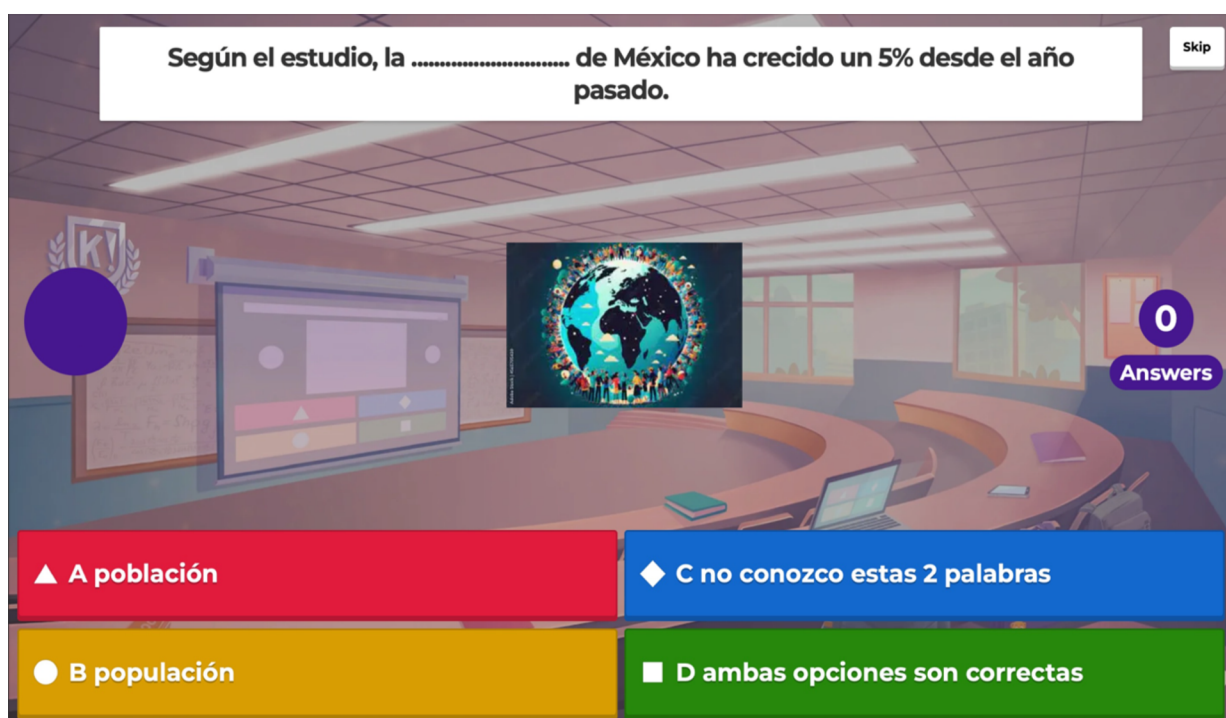 Según el estudio, la ............................ de México ha crecido un 5% desde el año
pasado.
Skip
K!
0
Answers
A población
C no conozco estas 2 palabras
B populación
D ambas opciones son correctas